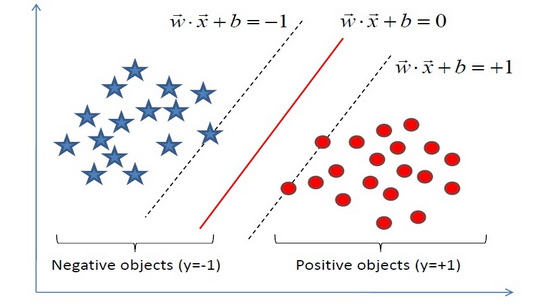 w⃗ · x⃗ + b = −1
w⃗ · x⃗ + b = 0
w⃗ · x⃗ + b = +1
Negative objects (y=-1)
Positive objects (y=+1)